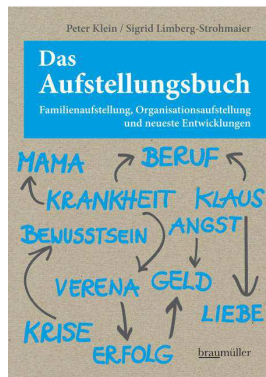 Peter Klein / Sigrid Limberg-Strohmaier
Das
Aufstellungsbuch
Familienaufstellung, Organisationsaufstellung
und neueste Entwicklungen
MAMA
BERUF
KRANKHEIT
KLAUS
BEWUSSTSEIN
ANGST
VERENA
GELD
LIEBE
KRISE
ERFOLG
braumüller